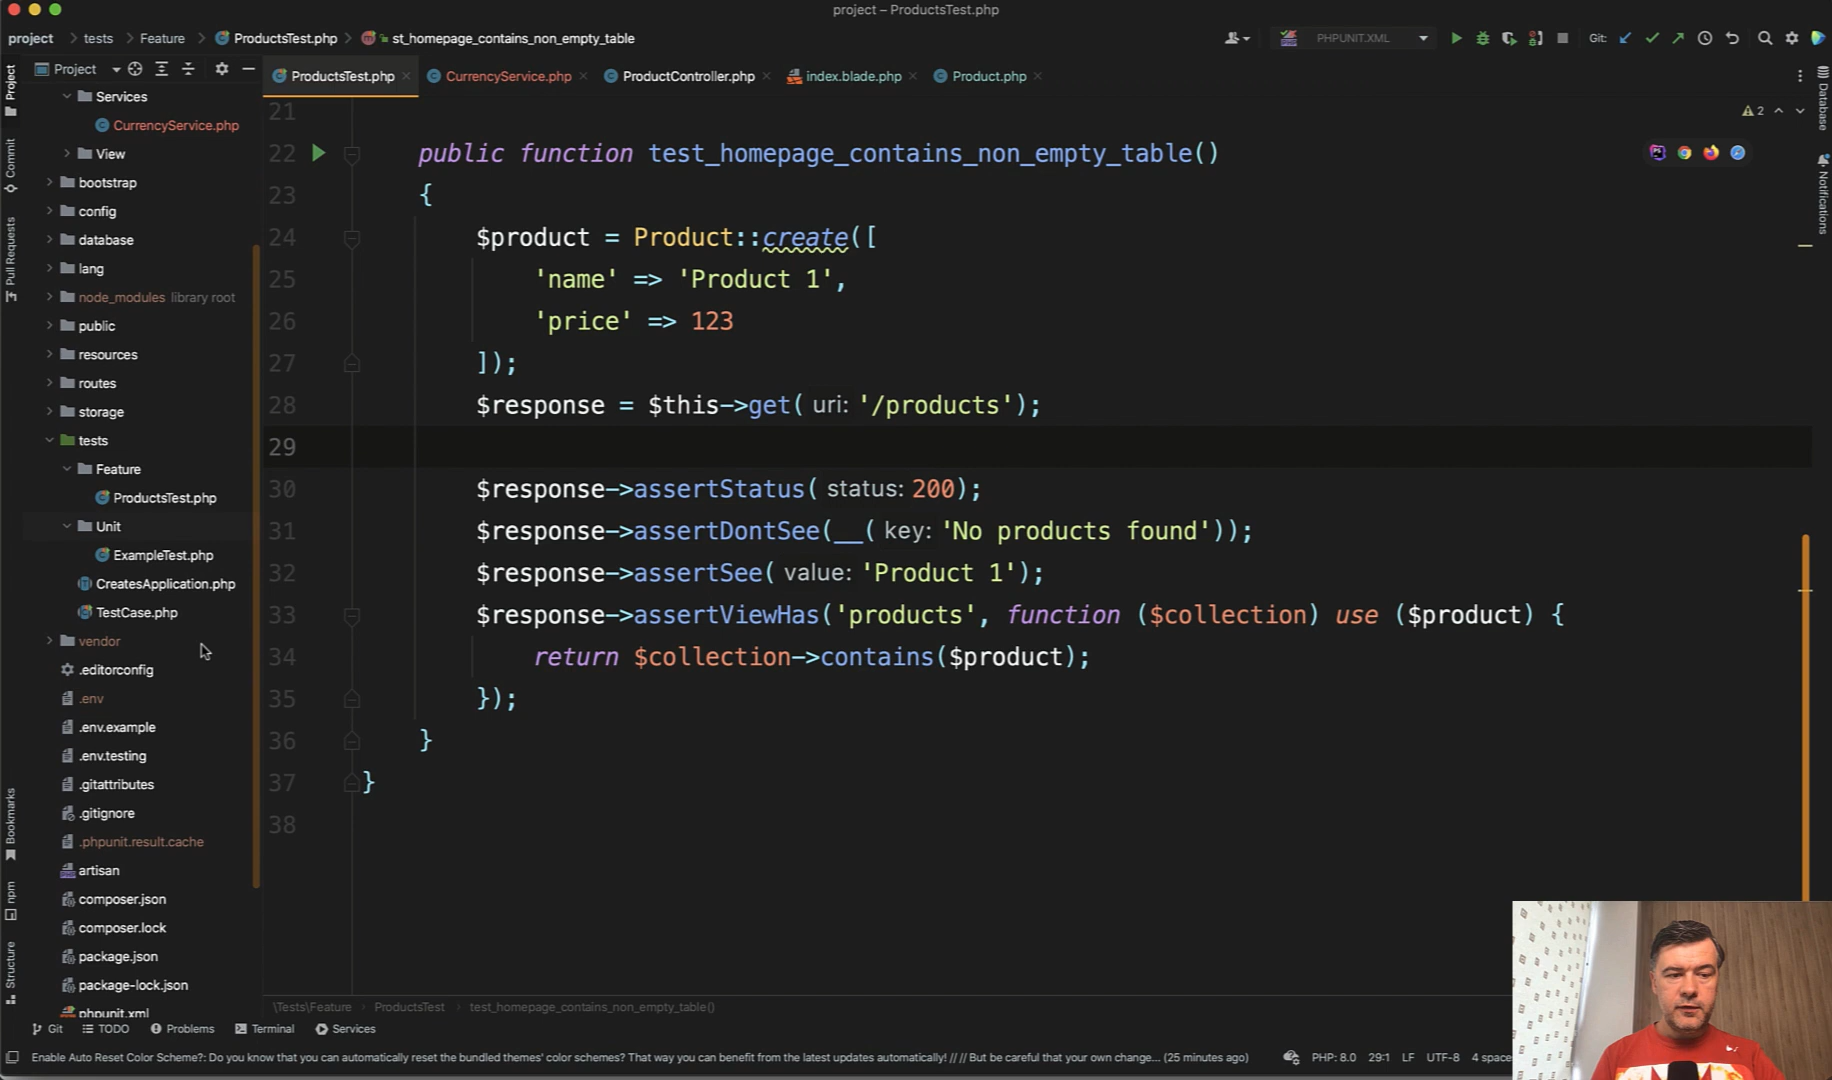 project – ProductsTest.php
project tests Feature ProductsTest.php st_homepage_contains_non_empty_table
PHPUNIT.XML
Git:
Project
ProductsTest.php CurrencyService.php ProductController.php index.blade.php Product.php
Project
Commit
Pull Requests
Bookmarks
npm
Structure
Services
CurrencyService.php
View
bootstrap
config
database
lang
node_modules library root
public
resources
routes
storage
tests
Feature
ProductsTest.php
Unit
ExampleTest.php
CreatesApplication.php
TestCase.php
vendor
.editorconfig
.env
.env.example
.env.testing
.gitattributes
.gitignore
.phpunit.result.cache
artisan
composer.json
composer.lock
package.json
package-lock.json
phpunit.xml
2
21
22 public function test_homepage_contains_non_empty_table()
23 {
24 $product = Product::create([
25 'name' => 'Product 1',
26 'price' => 123
27 ]);
28 $response = $this->get( uri: '/products');
29
30 $response->assertStatus( status: 200);
31 $response->assertDontSee(__( key: 'No products found'));
32 $response->assertSee( value: 'Product 1');
33 $response->assertViewHas('products', function ($collection) use ($product) {
34 return $collection->contains($product);
35 });
36 }
37 }
38
Database
Notifications
\Tests\Feature ProductsTest test_homepage_contains_non_empty_table()
Git TODO Problems Terminal Services
Enable Auto Reset Color Scheme?: Do you know that you can automatically reset the bundled themes' color schemes? That way you can benefit from the latest updates automatically! // // But be careful that your own change... (25 minutes ago)
PHP: 8.0 29:1 LF UTF-8 4 space